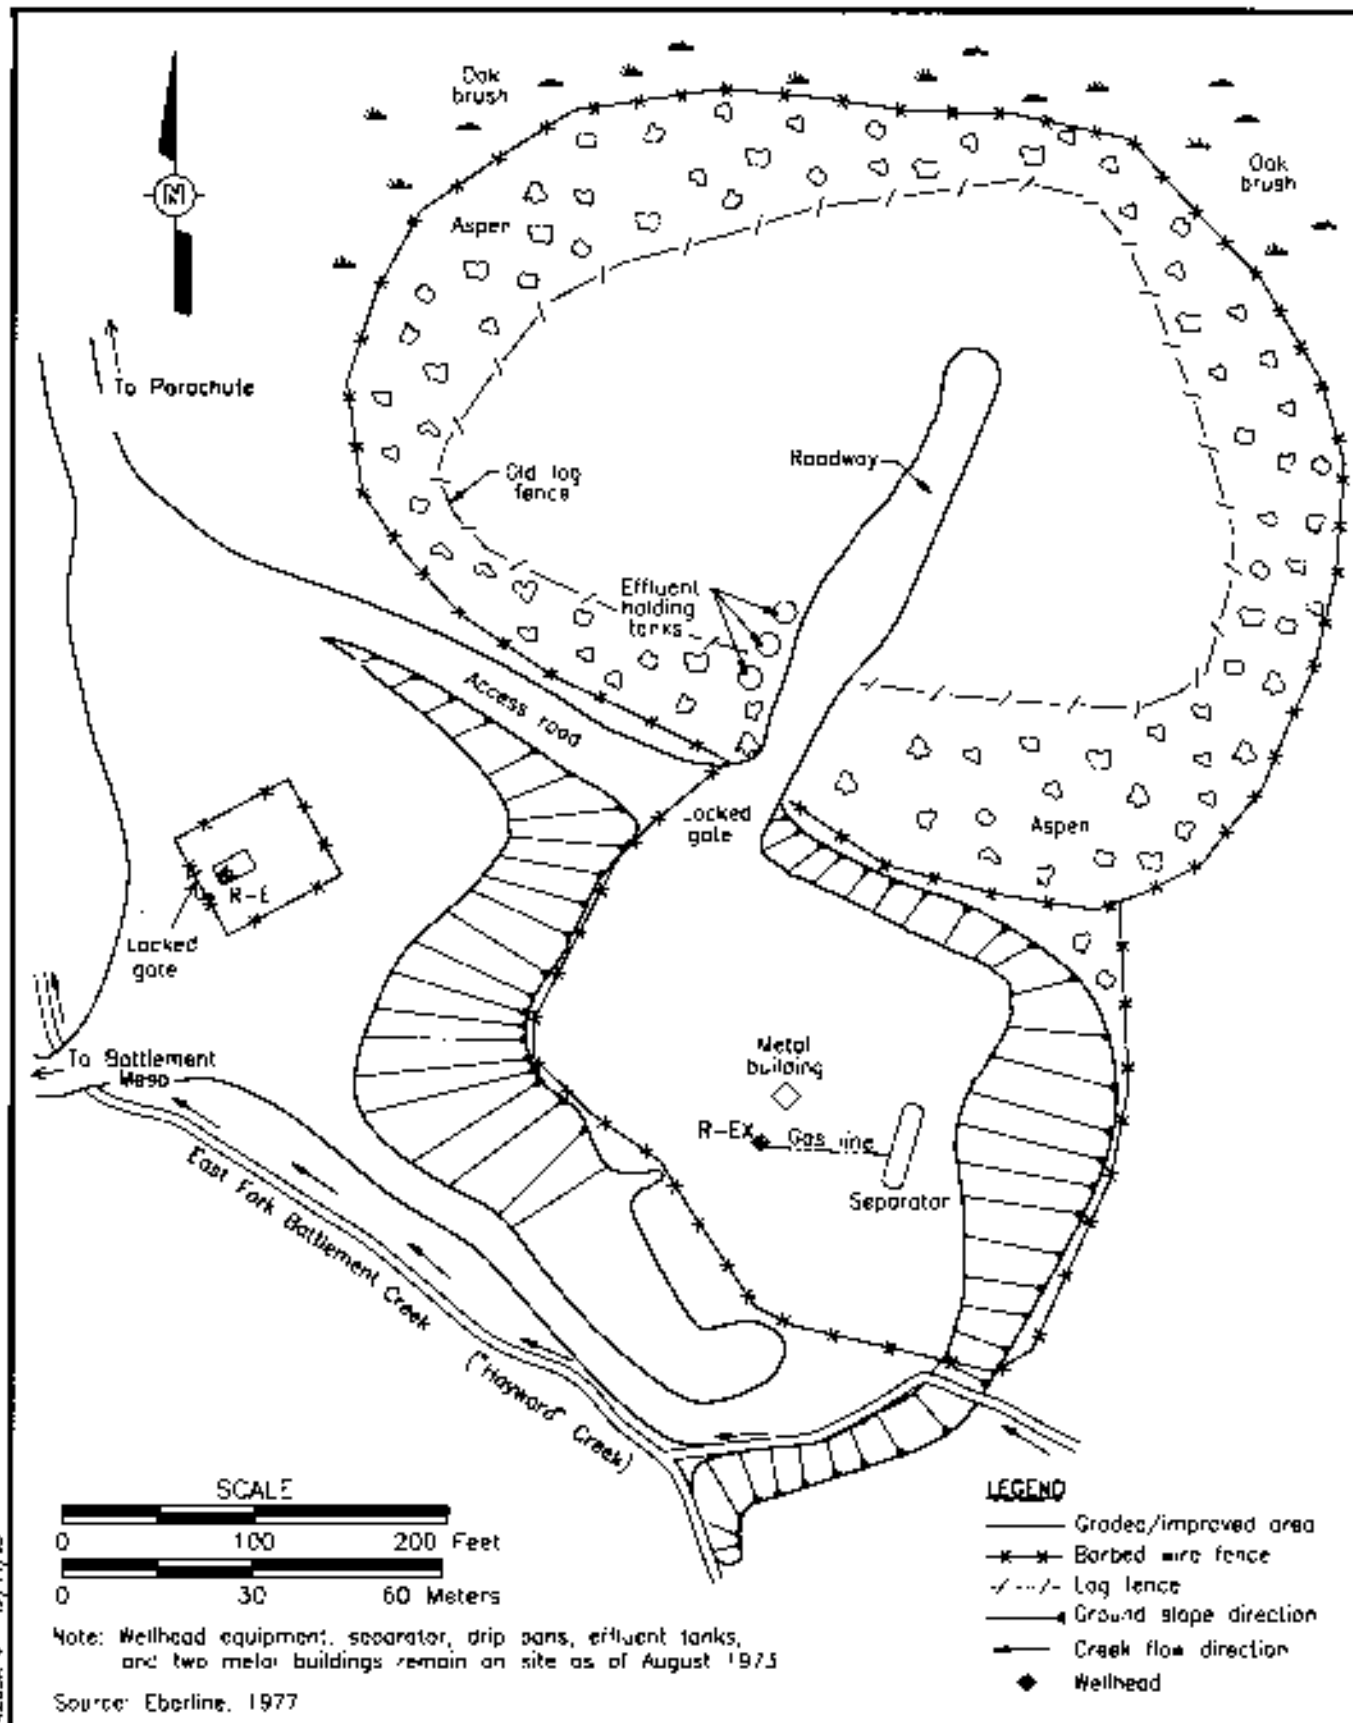 Oak
brush
Oak
brush
N
Aspen
To Parachute
Old log
fence
Roadway
Effluent
holding
tanks
Access road
Locked
gate
Aspen
R-E
Locked
gate
To Battlement
Mesa
Metal
building
R-EX
Gas line
Separator
East Fork Battlement Creek
("Hayward" Creek)
SCALE
0 100 200 Feet
0 30 60 Meters
LEGEND
Graded/improved area
Barbed wire fence
Log fence
Ground slope direction
Creek flow direction
Wellhead
Note: Wellhead equipment, separator, drip pans, effluent tanks,
and two metal buildings remain on site as of August 1975
Source: Eberline, 1977